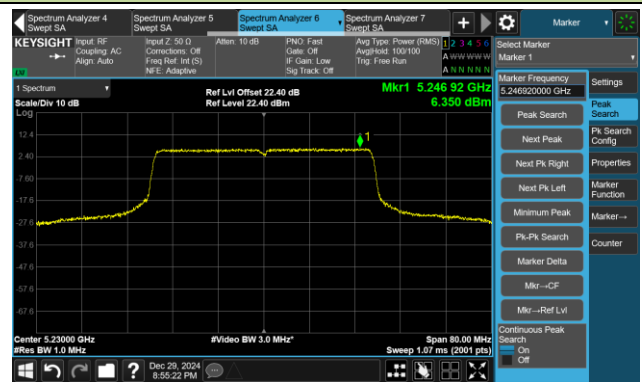 Spectrum Analyzer 4
Swept SA
Spectrum Analyzer 5
Swept SA
Spectrum Analyzer 6
Swept SA
Spectrum Analyzer 7
Swept SA
Marker
KEYSIGHT
Input: RF
Coupling: AC
Align: Auto
Input Z: 50 Ω
Corrections: Off
Freq Ref: Int (S)
NFE: Adaptive
Atten: 10 dB
PNO: Fast
Gate: Off
IF Gain: Low
Sig Track: Off
Avg Type: Power (RMS)
Avg|Hold: 100/100
Trig: Free Run
1 2 3 4 5 6
A W W W W W
A N N N N N
LU
Select Marker
Marker 1
1 Spectrum
Scale/Div 10 dB
Ref Lvl Offset 22.40 dB
Ref Level 22.40 dBm
Mkr1 5.246 92 GHz
6.350 dBm
Log
12.4
2.40
-7.60
-17.6
-27.6
-37.6
-47.6
-57.6
-67.6
1
Center 5.23000 GHz
#Res BW 1.0 MHz
#Video BW 3.0 MHz*
Span 80.00 MHz
Sweep 1.07 ms (2001 pts)
Marker Frequency
5.246920000 GHz
Peak Search
Next Peak
Next Pk Right
Next Pk Left
Minimum Peak
Pk-Pk Search
Marker Delta
Mkr→CF
Mkr→Ref Lvl
Continuous Peak
Search
On
Off
Settings
Peak
Search
Pk Search
Config
Properties
Marker
Function
Marker→
Counter
?
Dec 29, 2024
8:55:22 PM